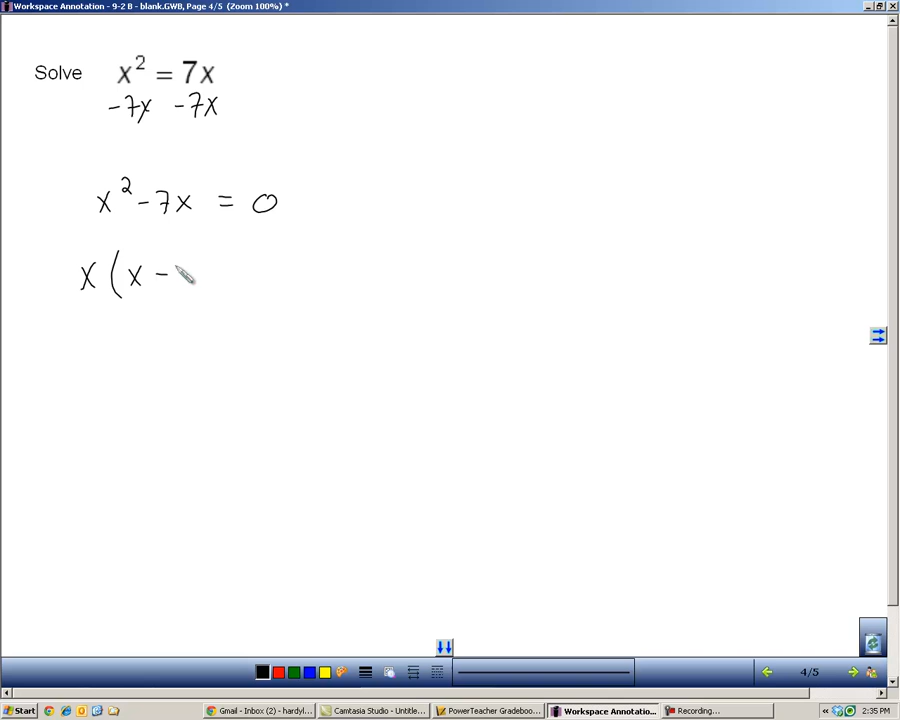 Workspace Annotation - 9-2 B - blank.GWB, Page 4/5 (Zoom 100%) *
Solve x² = 7x
-7x -7x
x² - 7x = 0
x (x -
4/5
Start Gmail - Inbox (2) - hardyl... Camtasia Studio - Untitle... PowerTeacher Gradeboo... Workspace Annotatio... Recording... « 2:35 PM